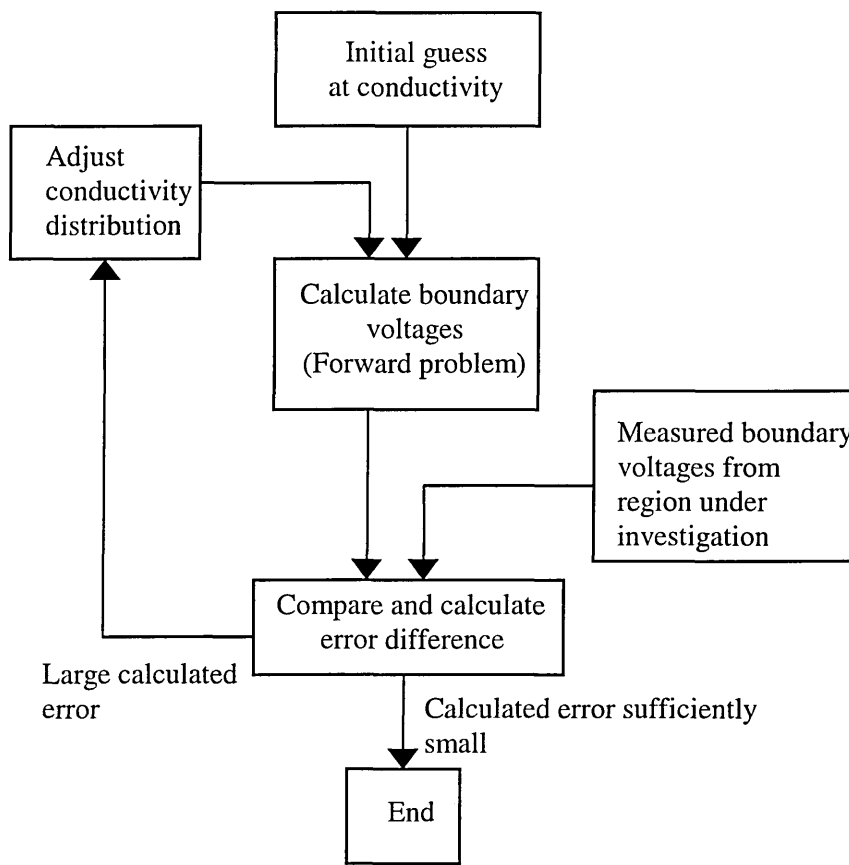 Initial guess
at conductivity
Adjust
conductivity
distribution
Calculate boundary
voltages
(Forward problem)
Measured boundary
voltages from
region under
investigation
Compare and calculate
error difference
Large calculated
error
Calculated error sufficiently
small
End